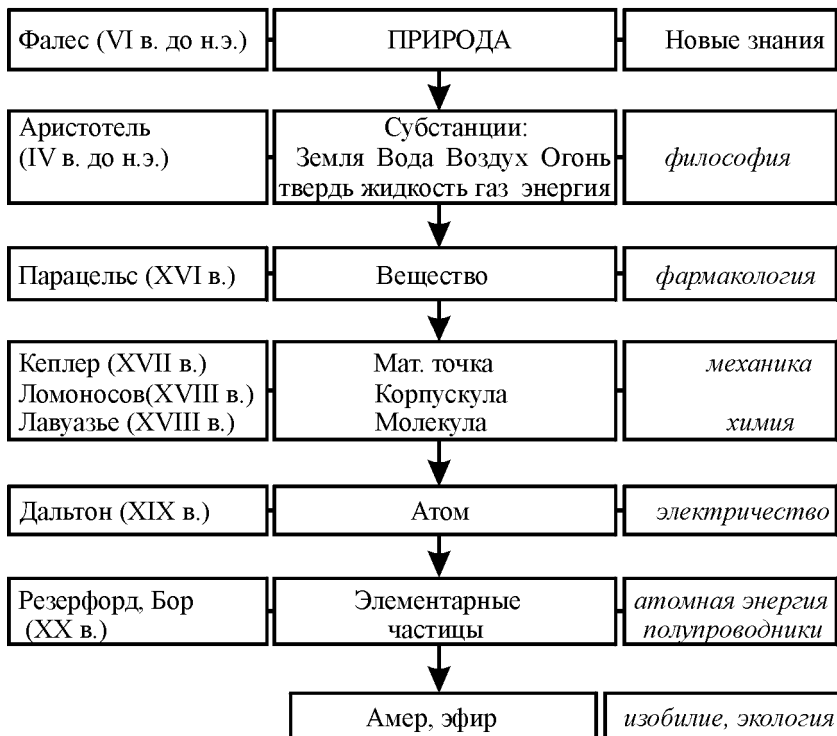 Фалес (VI в. до н.э.)
ПРИРОДА
Новые знания
Аристотель
(IV в. до н.э.)
Субстанции:
Земля Вода Воздух Огонь
твердь жидкость газ энергия
философия
Парацельс (XVI в.)
Вещество
фармакология
Кеплер (XVII в.)
Ломоносов(XVIII в.)
Лавуазье (XVIII в.)
Мат. точка
Корпускула
Молекула
механика
химия
Дальтон (XIX в.)
Атом
электричество
Резерфорд, Бор
(XX в.)
Элементарные
частицы
атомная энергия
полупроводники
Амер, эфир
изобилие, экология